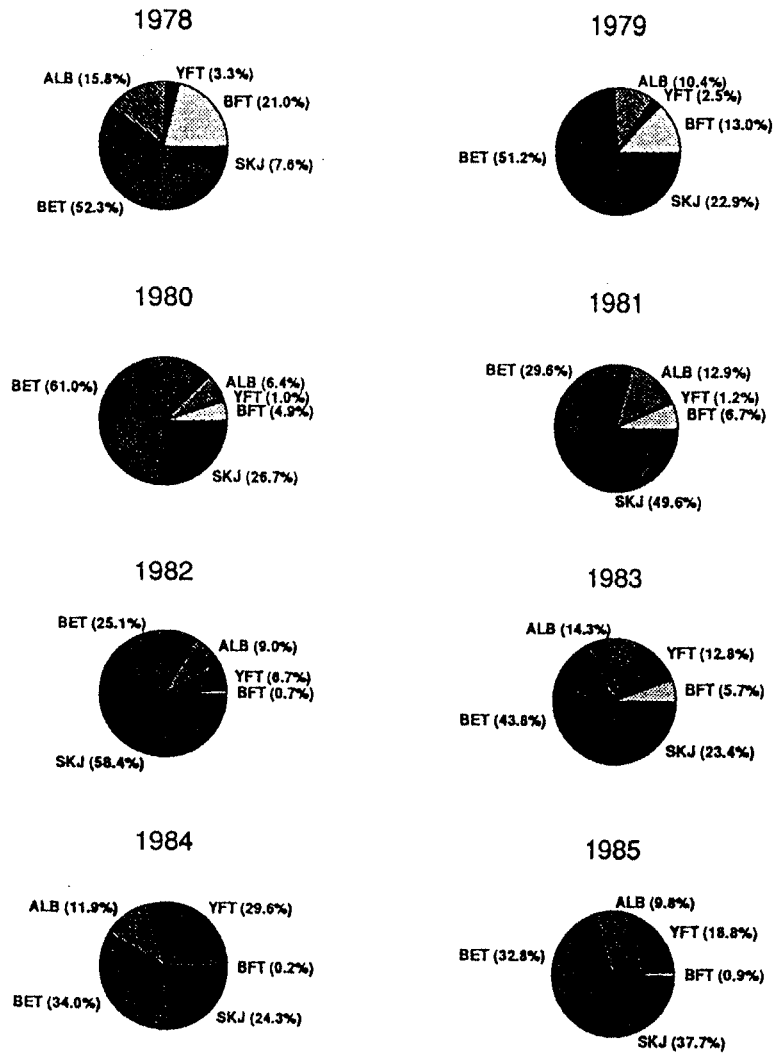 1978
ALB (15.8%)
YFT (3.3%)
BFT (21.0%)
SKJ (7.6%)
BET (52.3%)
1979
ALB (10.4%)
YFT (2.5%)
BFT (13.0%)
BET (51.2%)
SKJ (22.9%)
1980
BET (61.0%)
ALB (6.4%)
YFT (1.0%)
BFT (4.9%)
SKJ (26.7%)
1981
BET (29.6%)
ALB (12.9%)
YFT (1.2%)
BFT (6.7%)
SKJ (49.6%)
1982
BET (25.1%)
ALB (9.0%)
YFT (6.7%)
BFT (0.7%)
SKJ (58.4%)
1983
ALB (14.3%)
YFT (12.8%)
BFT (5.7%)
BET (43.8%)
SKJ (23.4%)
1984
ALB (11.9%)
YFT (29.6%)
BFT (0.2%)
BET (34.0%)
SKJ (24.3%)
1985
ALB (9.8%)
YFT (18.8%)
BET (32.8%)
BFT (0.9%)
SKJ (37.7%)